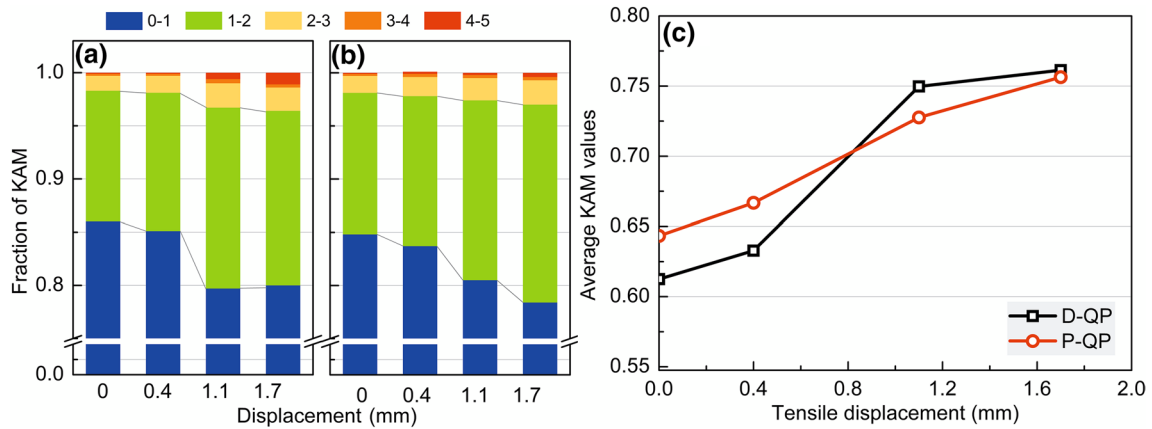 0-1 1-2 2-3 3-4 4-5
(a)
(b)
1.0
0.9
0.8
0.0
Fraction of KAM
0 0.4 1.1 1.7 0 0.4 1.1 1.7
Displacement (mm)
(c)
0.80
0.75
0.70
0.65
0.60
0.55
Average KAM values
D-QP
P-QP
0.0 0.4 0.8 1.2 1.6 2.0
Tensile displacement (mm)